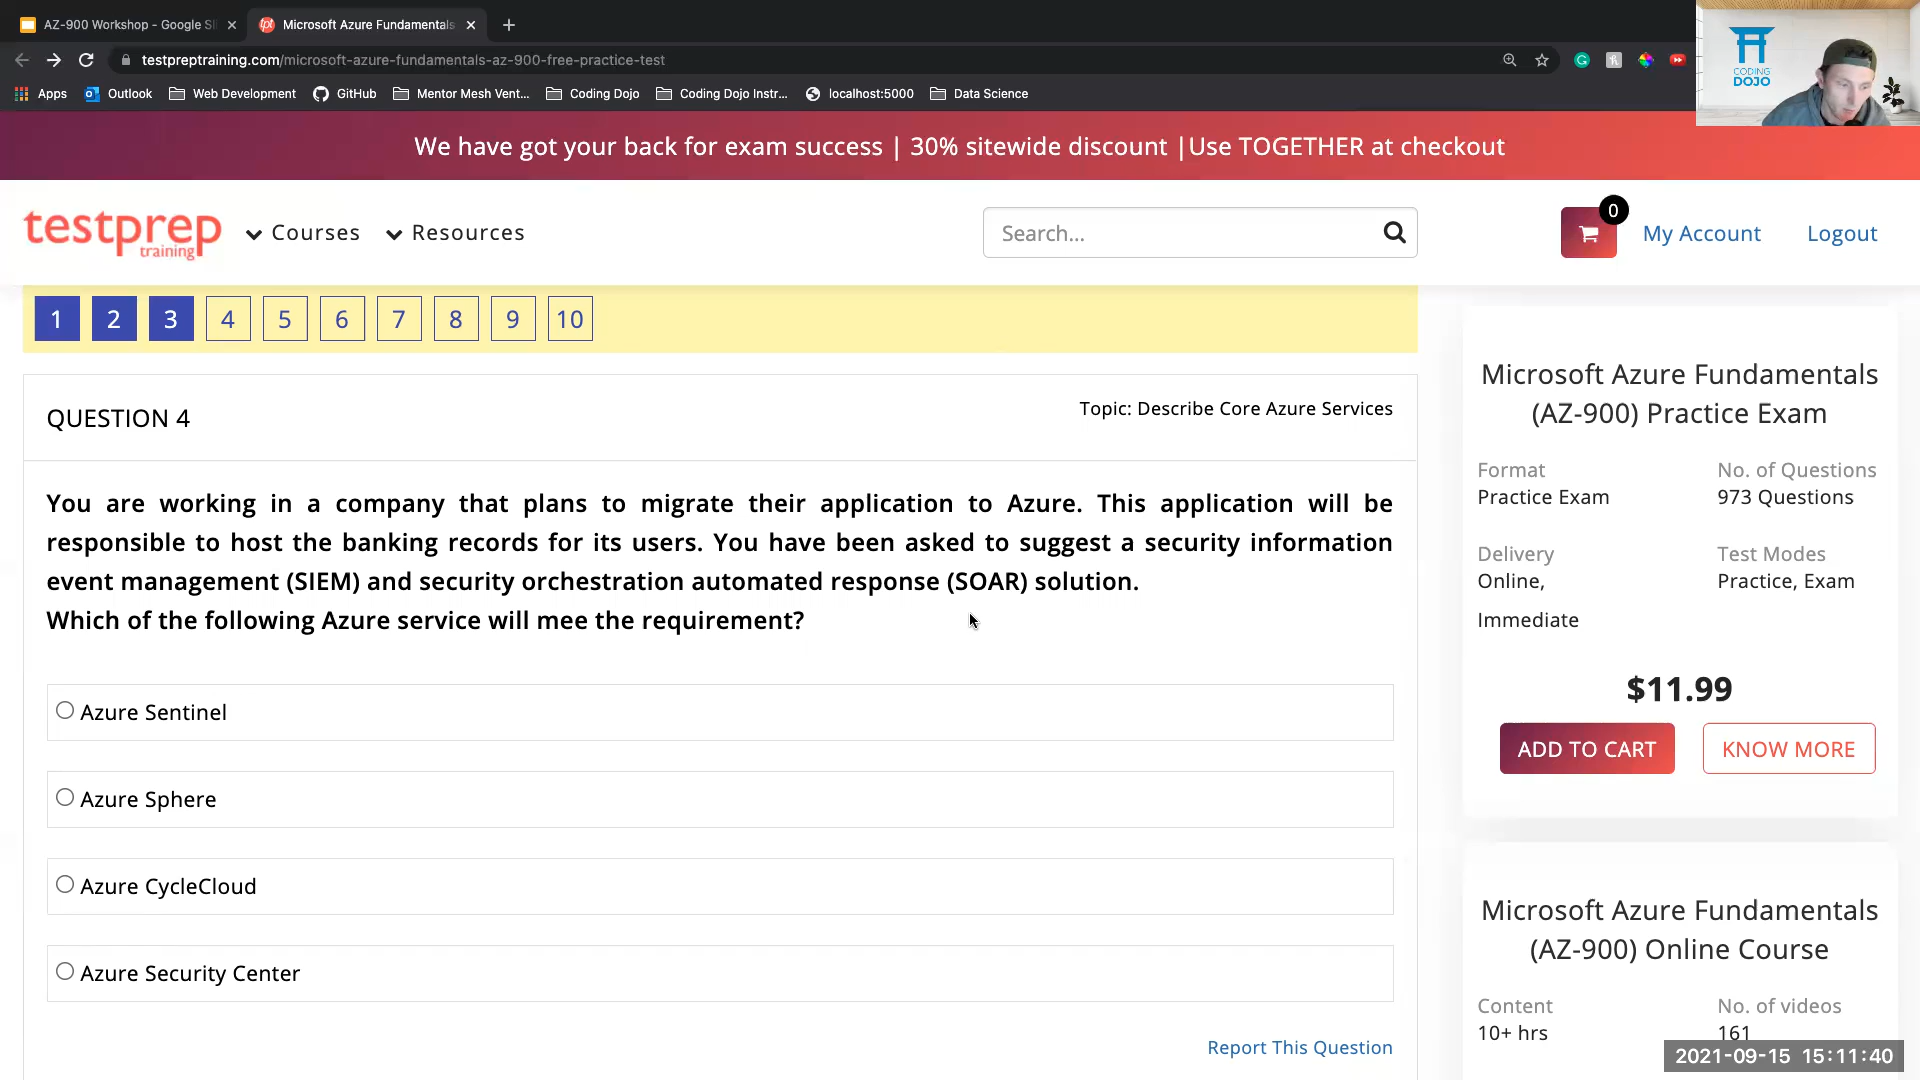 AZ-900 Workshop - Google Sl
Microsoft Azure Fundamentals
testpreptraining.com/microsoft-azure-fundamentals-az-900-free-practice-test
Apps
Outlook
Web Development
GitHub
Mentor Mesh Vent...
Coding Dojo
Coding Dojo Instr...
localhost:5000
Data Science
CODING
DOJO
We have got your back for exam success | 30% sitewide discount |Use TOGETHER at checkout
testprep
training
Courses
Resources
Search...
0
My Account
Logout
1 2 3 4 5 6 7 8 9 10
QUESTION 4
Topic: Describe Core Azure Services
You are working in a company that plans to migrate their application to Azure. This application will be
responsible to host the banking records for its users. You have been asked to suggest a security information
event management (SIEM) and security orchestration automated response (SOAR) solution.
Which of the following Azure service will mee the requirement?
Azure Sentinel
Azure Sphere
Azure CycleCloud
Azure Security Center
Report This Question
Microsoft Azure Fundamentals
(AZ-900) Practice Exam
Format
Practice Exam
No. of Questions
973 Questions
Delivery
Online,
Immediate
Test Modes
Practice, Exam
$11.99
ADD TO CART
KNOW MORE
Microsoft Azure Fundamentals
(AZ-900) Online Course
Content
10+ hrs
No. of videos
161
2021-09-15 15:11:40